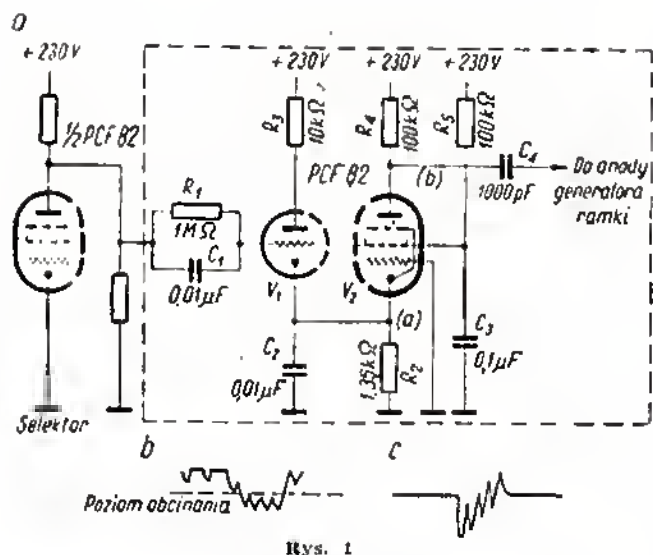 a
+ 230V
+ 230V
+ 230V
+ 230V
½ PCF 82
R3
10kΩ
R4
100kΩ
R5
100kΩ
PCF 82
(b)
C4
1000pF
Do anody
generatora
ramki
R1
1MΩ
C1
0,01µF
V1
V2
(a)
C2
0,01µF
1,35kΩ
R2
C3
0,1µF
Selektor
b
c
Poziom obcinania
Rys. 1